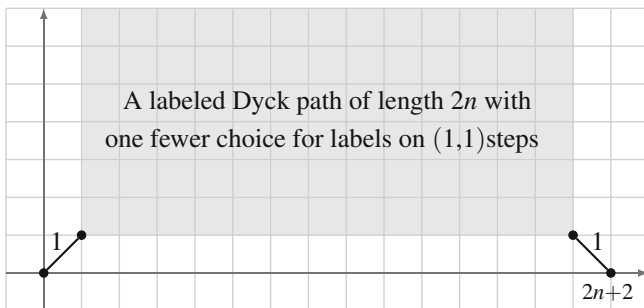 A labeled Dyck path of length 2n with
one fewer choice for labels on (1,1)steps
1
1
2n+2